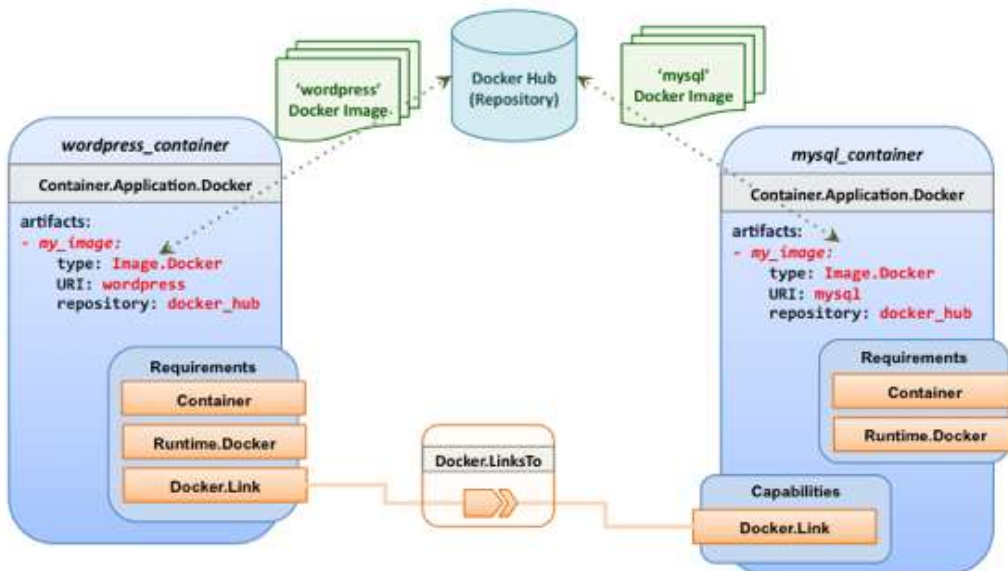 'wordpress'
Docker Image
Docker Hub
(Repository)
'mysql'
Docker Image
wordpress_container
Container.Application.Docker
artifacts:
- my_image:
type: Image.Docker
URI: wordpress
repository: docker_hub
Requirements
Container
Runtime.Docker
Docker.Link
Docker.LinksTo
mysql_container
Container.Application.Docker
artifacts:
- my_image:
type: Image.Docker
URI: mysql
repository: docker_hub
Requirements
Container
Runtime.Docker
Capabilities
Docker.Link